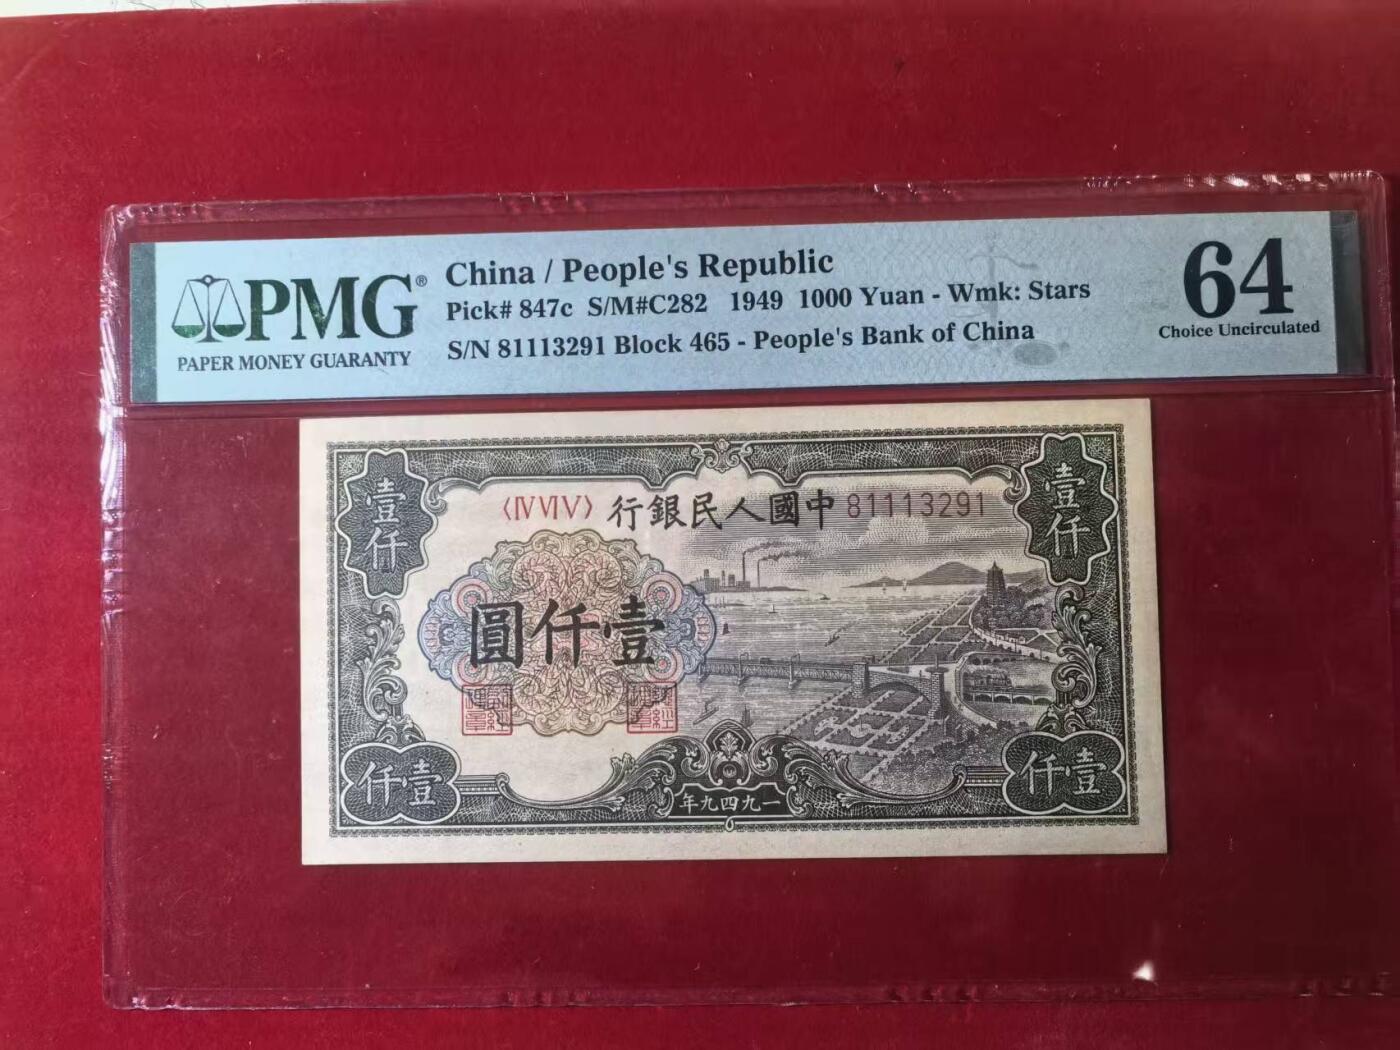 PMG®
PAPER MONEY GUARANTY
China / People's Republic
Pick# 847c S/M#C282 1949 1000 Yuan - Wmk: Stars
S/N 81113291 Block 465 - People's Bank of China
64
Choice Uncirculated
壹仟
壹仟
〈ⅣⅥⅤ〉 行銀民人國中 81113291
圓仟壹
仟壹
仟壹
年九四九一